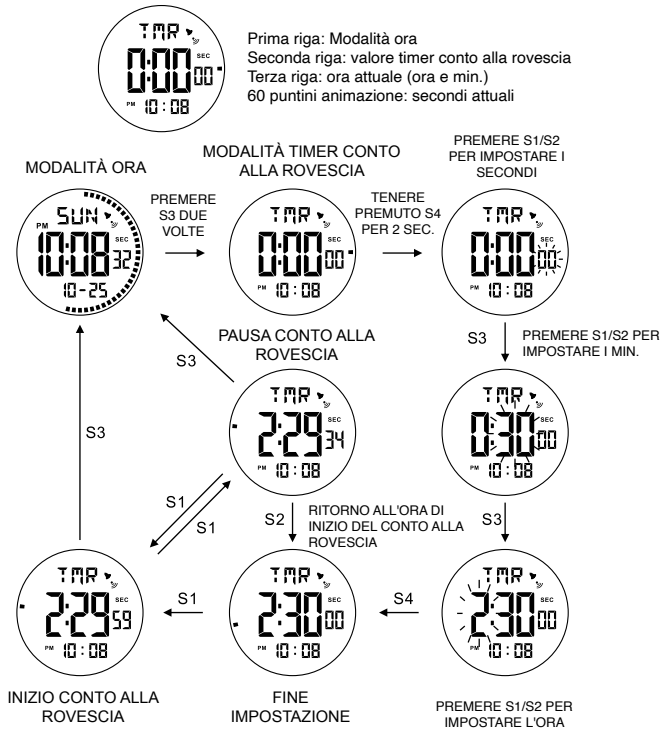 TMR
0:00 SEC 00
PM 10:08
Prima riga: Modalità ora
Seconda riga: valore timer conto alla rovescia
Terza riga: ora attuale (ora e min.)
60 puntini animazione: secondi attuali
MODALITÀ ORA
PM SUN
10:08 SEC 32
10-25
PREMERE
S3 DUE
VOLTE
MODALITÀ TIMER CONTO
ALLA ROVESCIA
TMR
0:00 SEC 00
PM 10:08
TENERE
PREMUTO S4
PER 2 SEC.
PREMERE S1/S2
PER IMPOSTARE I
SECONDI
TMR
0:00 SEC 00
PM 10:08
S3
PREMERE S1/S2 PER
IMPOSTARE I MIN.
TMR
0:30 SEC 00
PM 10:08
S3
PAUSA CONTO ALLA
ROVESCIA
TMR
2:29 SEC 34
PM 10:08
S3
S3
S1
S1
S2
RITORNO ALL'ORA DI
INIZIO DEL CONTO ALLA
ROVESCIA
TMR
2:29 SEC 59
PM 10:08
INIZIO CONTO ALLA
ROVESCIA
S1
TMR
2:30 SEC 00
PM 10:08
FINE
IMPOSTAZIONE
S4
TMR
2:30 SEC 00
PM 10:08
PREMERE S1/S2 PER
IMPOSTARE L'ORA